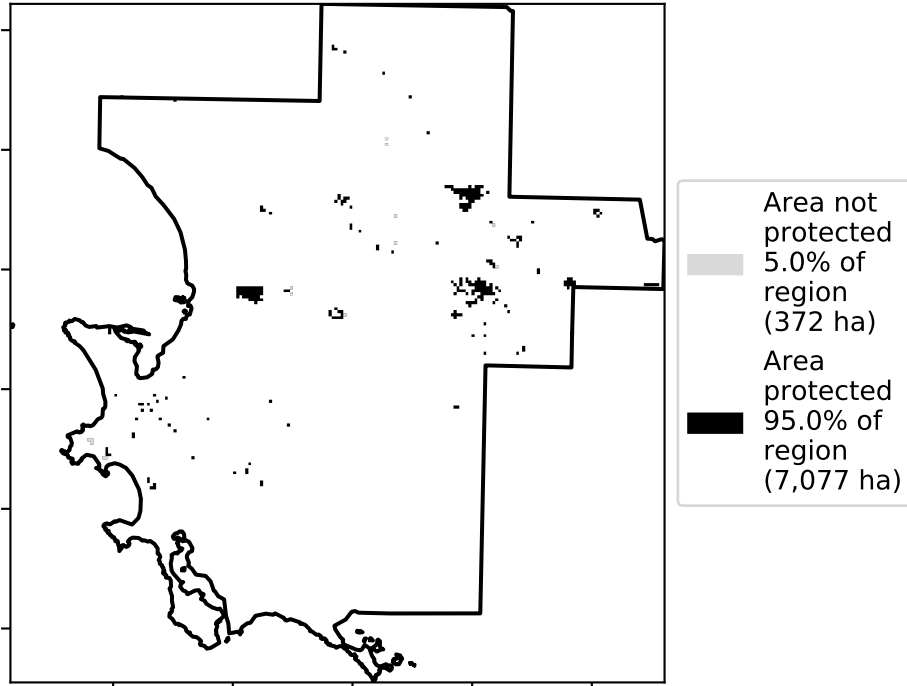 Area not
protected
5.0% of
region
(372 ha)
Area
protected
95.0% of
region
(7,077 ha)